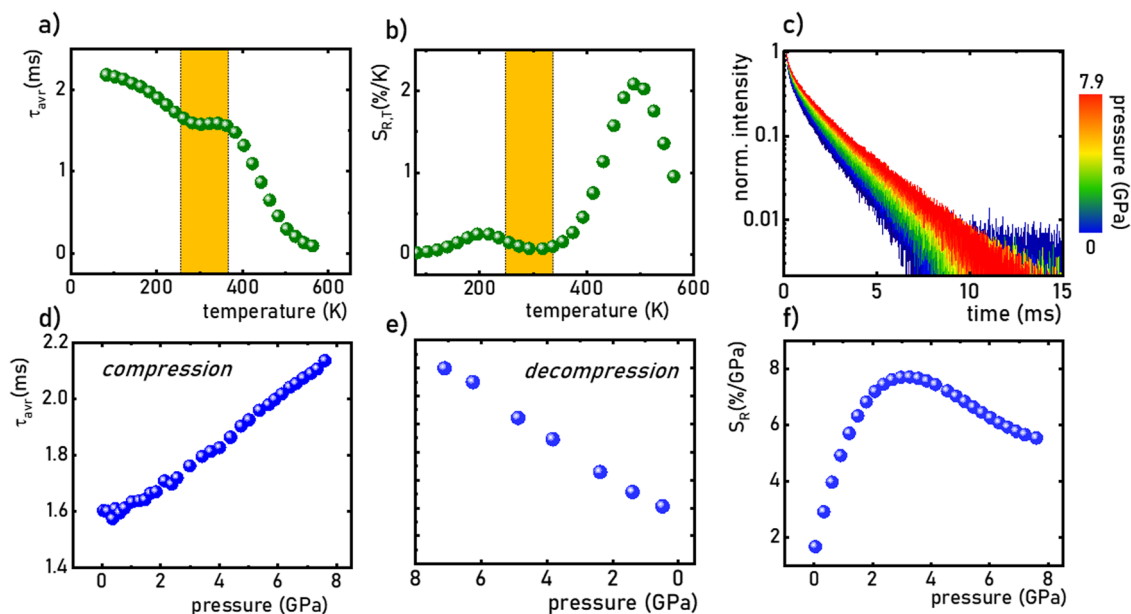 a)
τavr(ms)
2
1
0
0 200 400 600
temperature (K)
b)
SR,T(%/K)
2
1
0
200 400 600
temperature (K)
c)
norm. intensity
1
0.1
0.01
0 5 10 15
time (ms)
7.9
pressure (GPa)
0
d)
compression
τavr(ms)
2.2
2.0
1.8
1.6
1.4
0 2 4 6 8
pressure (GPa)
e)
decompression
8 6 4 2 0
pressure (GPa)
f)
SR(%/GPa)
8
6
4
2
0 2 4 6 8
pressure (GPa)